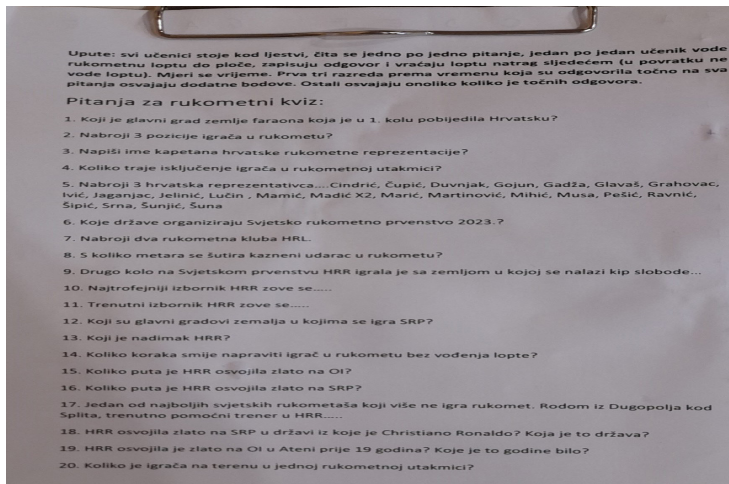 Upute: svi učenici stoje kod ljestvi, čita se jedno po jedno pitanje, jedan po jedan učenik vode
rukometnu loptu do ploče, zapisuju odgovor i vraćaju loptu natrag sljedećem (u povratku ne
vode loptu). Mjeri se vrijeme. Prva tri razreda prema vremenu koja su odgovorila točno na sva
pitanja osvajaju dodatne bodove. Ostali osvajaju onoliko koliko je točnih odgovora.
Pitanja za rukometni kviz:
1. Koji je glavni grad zemlje faraona koja je u 1. kolu pobijedila Hrvatsku?
2. Nabroji 3 pozicije igrača u rukometu?
3. Napiši ime kapetana hrvatske rukometne reprezentacije?
4. Koliko traje isključenje igrača u rukometnoj utakmici?
5. Nabroji 3 hrvatska reprezentativca....Cindrić, Čupić, Duvnjak, Gojun, Gadža, Glavaš, Grahovac,
Ivić, Jaganjac, Jelinić, Lučin , Mamić, Madić X2, Marić, Martinović, Mihić, Musa, Pešić, Ravnić,
Šipić, Srna, Šunjić, Šuna
6. Koje države organiziraju Svjetsko rukometno prvenstvo 2023.?
7. Nabroji dva rukometna kluba HRL.
8. S koliko metara se šutira kazneni udarac u rukometu?
9. Drugo kolo na Svjetskom prvenstvu HRR igrala je sa zemljom u kojoj se nalazi kip slobode...
10. Najtrofejniji izbornik HRR zove se.....
11. Trenutni izbornik HRR zove se.....
12. Koji su glavni gradovi zemalja u kojima se igra SRP?
13. Koji je nadimak HRR?
14. Koliko koraka smije napraviti igrač u rukometu bez vođenja lopte?
15. Koliko puta je HRR osvojila zlato na OI?
16. Koliko puta je HRR osvojila zlato na SRP?
17. Jedan od najboljih svjetskih rukometaša koji više ne igra rukomet. Rodom iz Dugopolja kod
Splita, trenutno pomoćni trener u HRR.....
18. HRR osvojila zlato na SRP u državi iz koje je Christiano Ronaldo? Koja je to država?
19. HRR osvojila je zlato na OI u Ateni prije 19 godina? Koje je to godine bilo?
20. Koliko je igrača na terenu u jednoj rukometnoj utakmici?